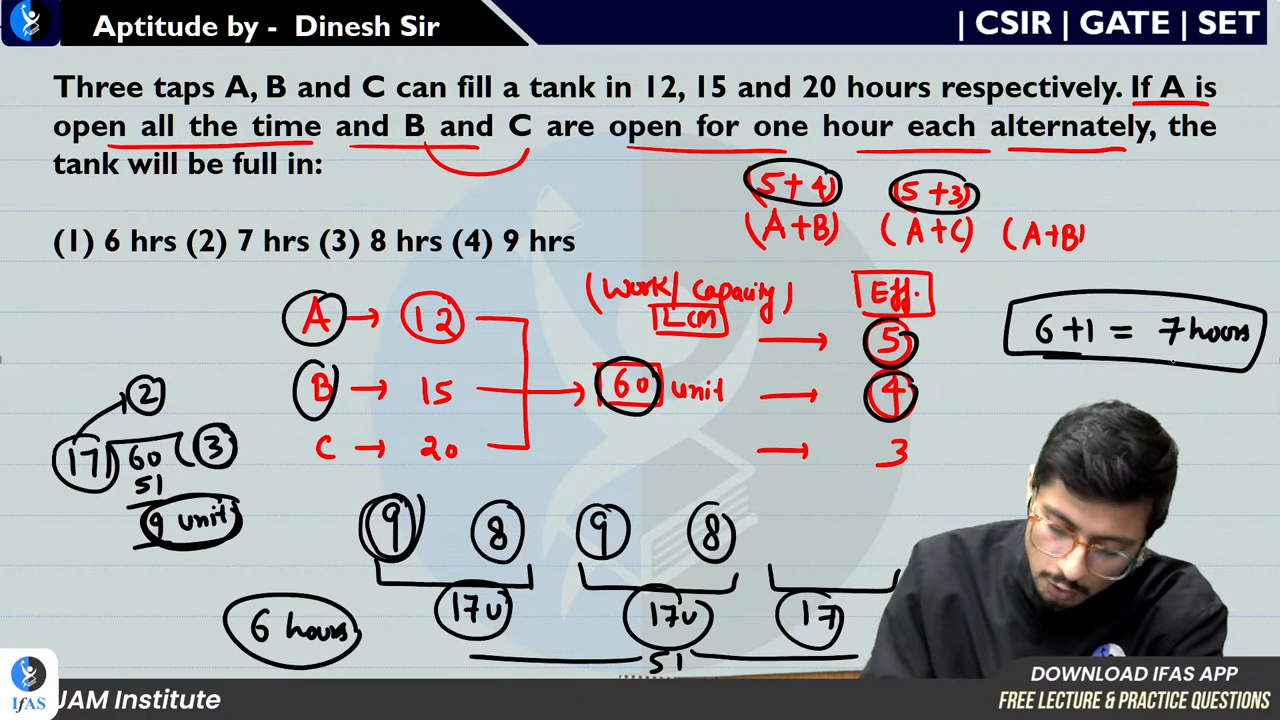 Aptitude by - Dinesh Sir
| CSIR | GATE | SET
Three taps A, B and C can fill a tank in 12, 15 and 20 hours respectively. If A is
open all the time and B and C are open for one hour each alternately, the
tank will be full in:
(5+4) (5+3)
(A+B) (A+C) (A+B
(1) 6 hrs (2) 7 hrs (3) 8 hrs (4) 9 hrs
(Work/ Capacity) Eff.
LCM
A → 12 → 5
6+1 = 7 hours
B → 15 → 60 unit → 4
C → 20 → 3
2
17) 60 (3
51
9 unit
9 8 9 8
17u 17u 17
6 hours
51
IFAS
JAM Institute
DOWNLOAD IFAS APP
FREE LECTURE & PRACTICE QUESTIONS